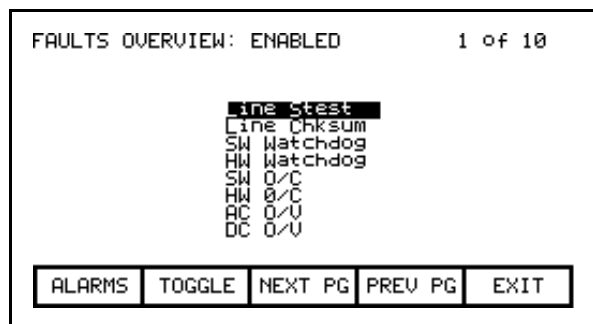 FAULTS OVERVIEW: ENABLED 1 of 10
Line Stest
Line Chksum
SW Watchdog
HW Watchdog
SW O/C
HW O/C
AC O/V
DC O/V
ALARMS TOGGLE NEXT PG PREV PG EXIT